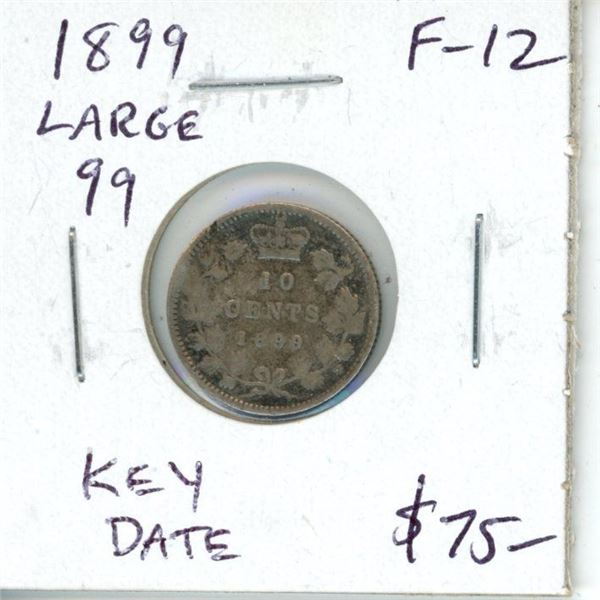 1899 F-12
LARGE
99
10
CENTS
1899
KEY
DATE $75-